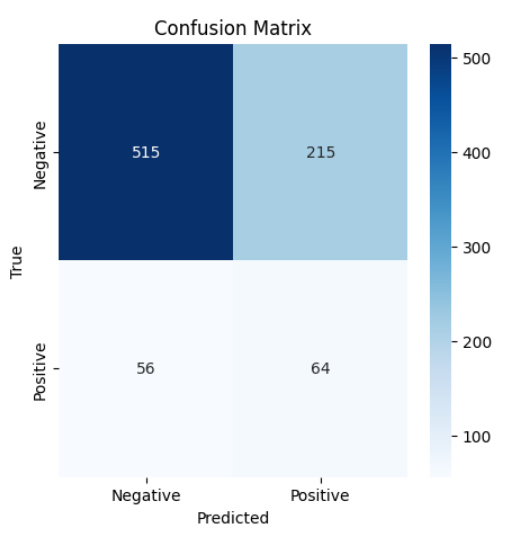 Confusion Matrix
Negative
Positive
True
515 215
56 64
Negative Positive
Predicted
500
400
300
200
100